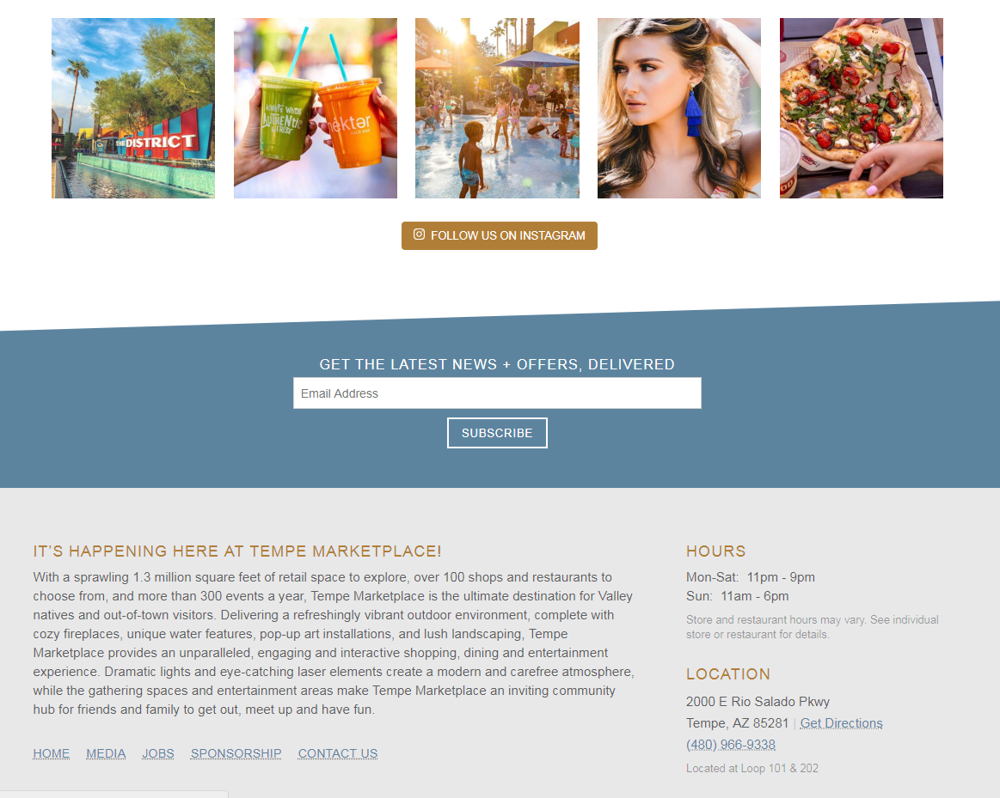 THE DISTRICT
ALWAYS
AUTHENTIC
FRESH
nékter
FOLLOW US ON INSTAGRAM
GET THE LATEST NEWS + OFFERS, DELIVERED
Email Address
SUBSCRIBE
IT'S HAPPENING HERE AT TEMPE MARKETPLACE!
With a sprawling 1.3 million square feet of retail space to explore, over 100 shops and restaurants to
choose from, and more than 300 events a year, Tempe Marketplace is the ultimate destination for Valley
natives and out-of-town visitors. Delivering a refreshingly vibrant outdoor environment, complete with
cozy fireplaces, unique water features, pop-up art installations, and lush landscaping, Tempe
Marketplace provides an unparalleled, engaging and interactive shopping, dining and entertainment
experience. Dramatic lights and eye-catching laser elements create a modern and carefree atmosphere,
while the gathering spaces and entertainment areas make Tempe Marketplace an inviting community
hub for friends and family to get out, meet up and have fun.
HOME MEDIA JOBS SPONSORSHIP CONTACT US
HOURS
Mon-Sat: 11pm - 9pm
Sun: 11am - 6pm
Store and restaurant hours may vary. See individual
store or restaurant for details.
LOCATION
2000 E Rio Salado Pkwy
Tempe, AZ 85281 | Get Directions
(480) 966-9338
Located at Loop 101 & 202